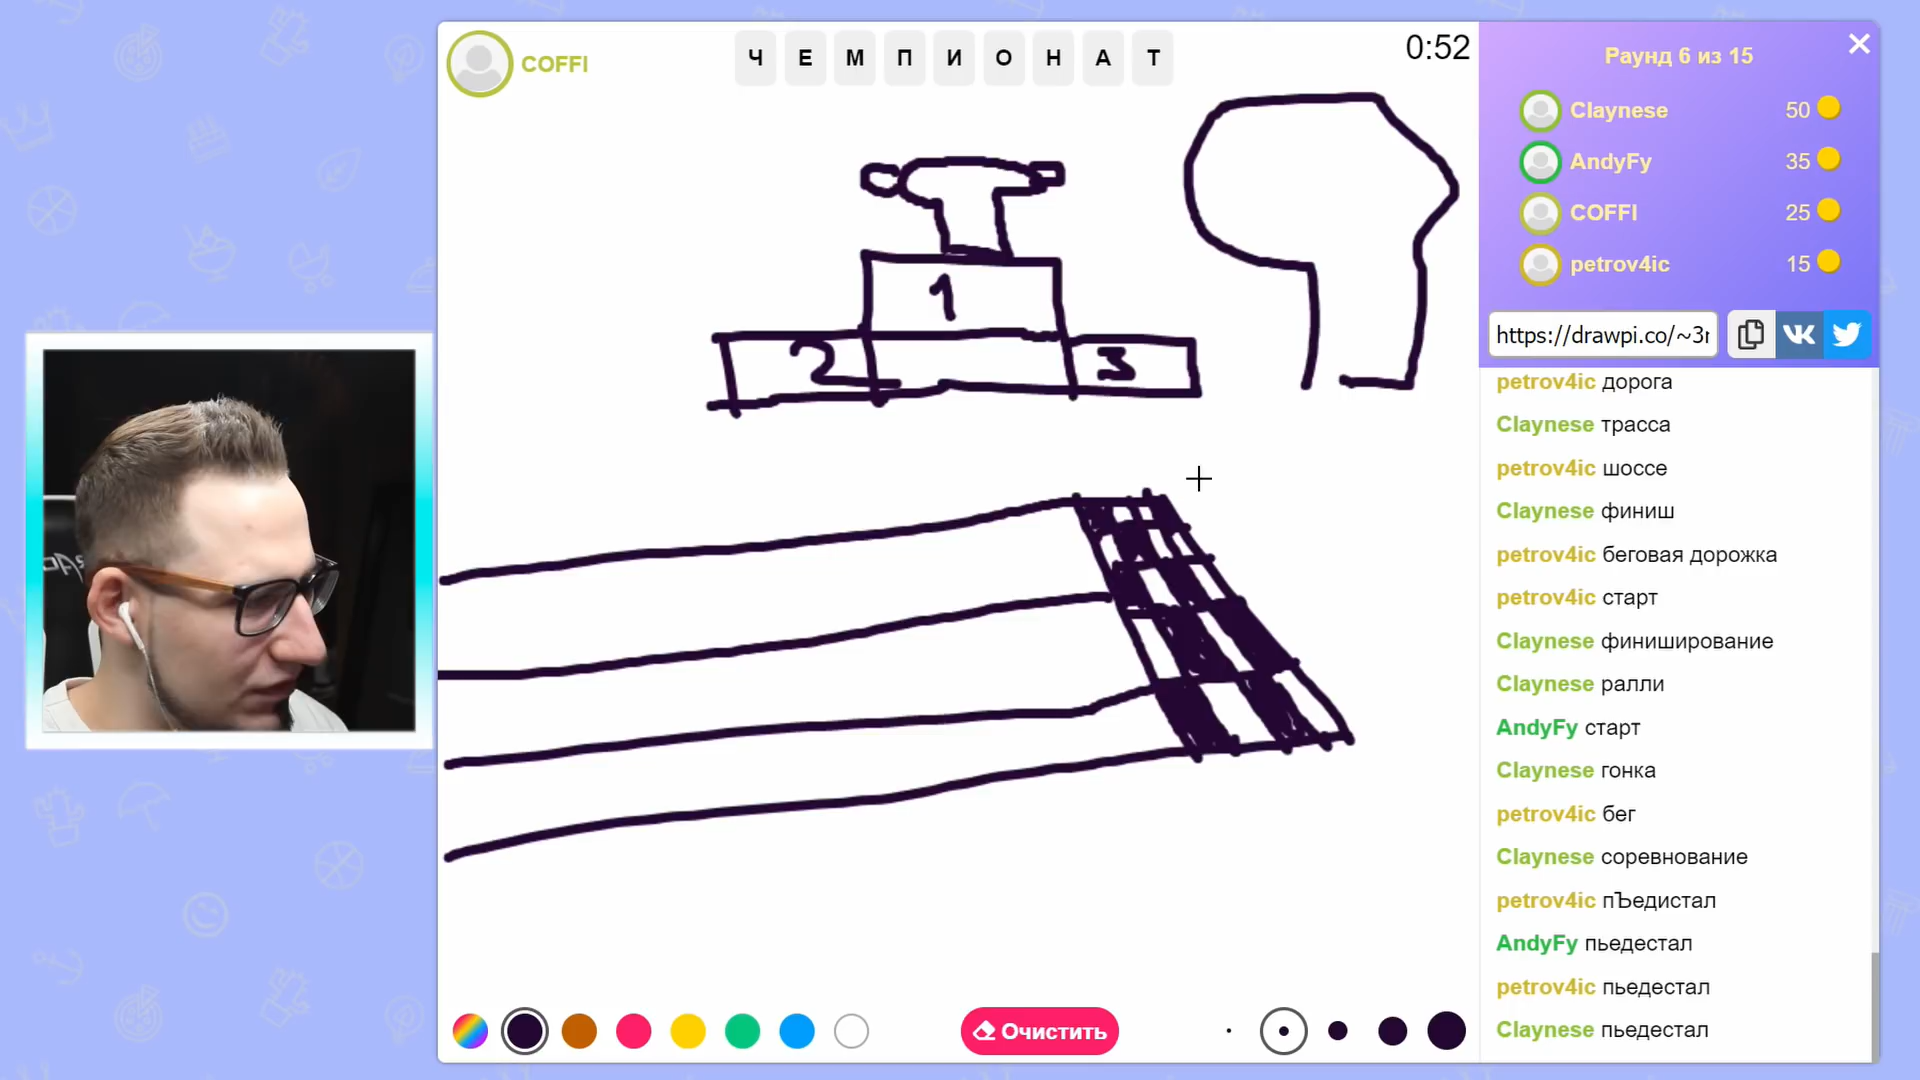 COFFI
ЧЕМПИОНАТ
0:52
1
2
3
Очистить
Раунд 6 из 15
Claynese 50
AndyFy 35
COFFI 25
petrov4ic 15
https://drawpi.co/~3r
petrov4ic дорога
Claynese трасса
petrov4ic шоссе
Claynese финиш
petrov4ic беговая дорожка
petrov4ic старт
Claynese финиширование
Claynese ралли
AndyFy старт
Claynese гонка
petrov4ic бег
Claynese соревнование
petrov4ic пЪедистал
AndyFy пьедестал
petrov4ic пьедестал
Claynese пьедестал